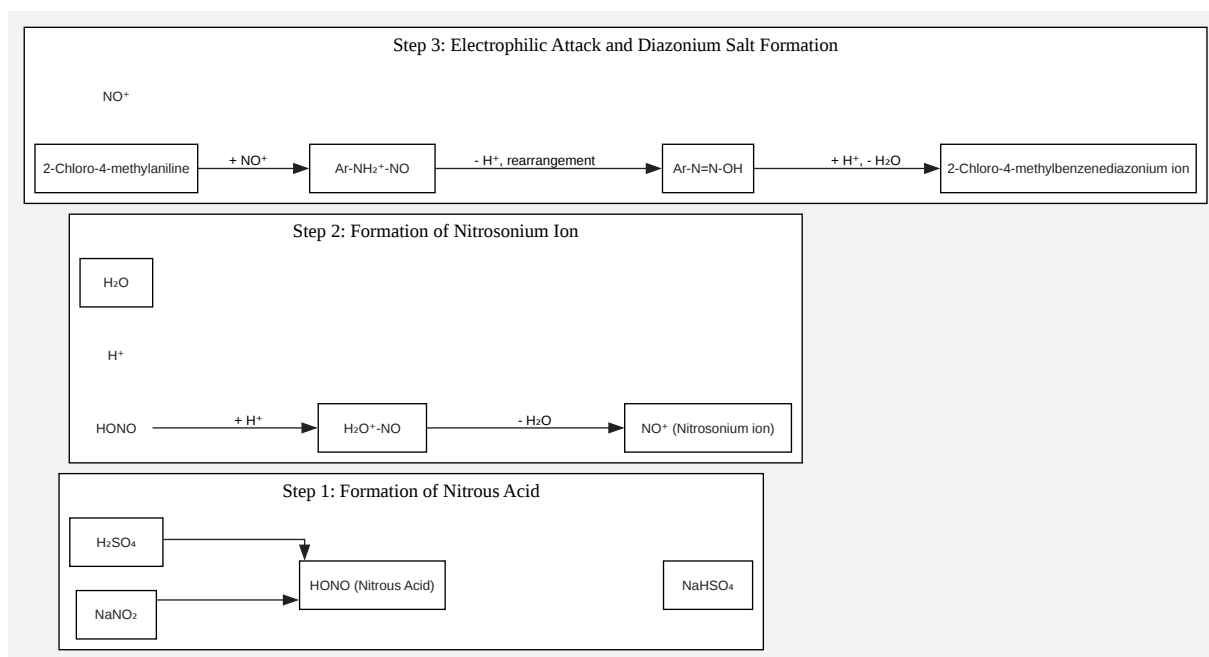 Step 3: Electrophilic Attack and Diazonium Salt Formation
NO⁺
2-Chloro-4-methylaniline
+ NO⁺
Ar-NH₂⁺-NO
- H⁺, rearrangement
Ar-N=N-OH
+ H⁺, - H₂O
2-Chloro-4-methylbenzenediazonium ion
Step 2: Formation of Nitrosonium Ion
H₂O
H⁺
HONO
+ H⁺
H₂O⁺-NO
- H₂O
NO⁺ (Nitrosonium ion)
Step 1: Formation of Nitrous Acid
H₂SO₄
HONO (Nitrous Acid)
NaHSO₄
NaNO₂